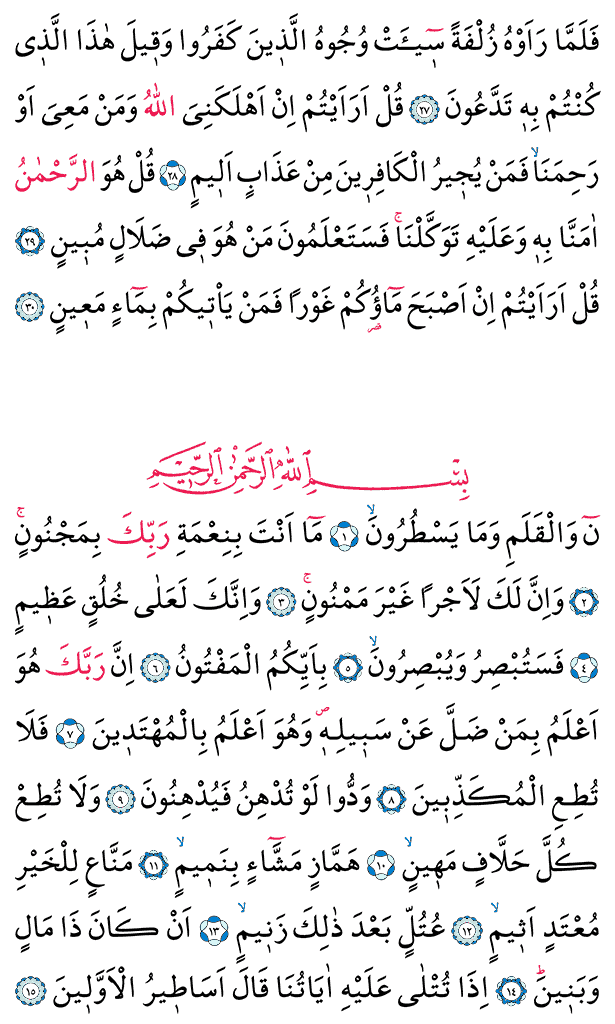 فَلَمَّا رَاَوْهُ زُلْفَةً سٖٓيـَٔتْ وُجُوهُ الَّذٖينَ كَفَرُوا وَقٖيلَ هٰذَا الَّذٖى
كُنْتُمْ بِهٖ تَدَّعُونَ ﴿٢٧﴾ قُلْ اَرَاَيْتُمْ اِنْ اَهْلَكَنِىَ اللّٰهُ وَمَنْ مَعِىَ اَوْ
رَحِمَنَاۙ فَمَنْ يُجٖيرُ الْكَافِرٖينَ مِنْ عَذَابٍ اَلٖيمٍ ﴿٢٨﴾ قُلْ هُوَ الرَّحْمٰنُ
اٰمَنَّا بِهٖ وَعَلَيْهِ تَوَكَّلْنَاۚ فَسَتَعْلَمُونَ مَنْ هُوَ فٖى ضَلَالٍ مُبٖينٍ ﴿٢٩﴾
قُلْ اَرَاَيْتُمْ اِنْ اَصْبَحَ مَٓاؤُ۬كُمْ غَوْرًا فَمَنْ يَاْتٖيكُمْ بِمَٓاءٍ مَعٖينٍ ﴿٣٠﴾
بِسْمِ اللّٰهِ الرَّحْمٰنِ الرَّحٖيمِ
نٓ وَالْقَلَمِ وَمَا يَسْطُرُونَۙ ﴿١﴾ مَٓا اَنْتَ بِنِعْمَةِ رَبِّكَ بِمَجْنُونٍۚ
﴿٢﴾ وَاِنَّ لَكَ لَاَجْرًا غَيْرَ مَمْنُونٍۚ ﴿٣﴾ وَاِنَّكَ لَعَلٰى خُلُقٍ عَظٖيمٍ
﴿٤﴾ فَسَتُبْصِرُ وَيُبْصِرُونَۙ ﴿٥﴾ بِاَيِّكُمُ الْمَفْتُونُ ﴿٦﴾ اِنَّ رَبَّكَ هُوَ
اَعْلَمُ بِمَنْ ضَلَّ عَنْ سَبٖيلِهٖࣕ وَهُوَ اَعْلَمُ بِالْمُهْتَدٖينَ ﴿٧﴾ فَلَا
تُطِعِ الْمُكَذِّبٖينَ ﴿٨﴾ وَدُّوا لَوْ تُدْهِنُ فَيُدْهِنُونَ ﴿٩﴾ وَلَا تُطِعْ
كُلَّ حَلَّافٍ مَهٖينٍۙ ﴿١٠﴾ هَمَّازٍ مَشَّٓاءٍ بِنَمٖيمٍۙ ﴿١١﴾ مَنَّاعٍ لِلْخَيْرِ
مُعْتَدٍ اَثٖيمٍۙ ﴿١٢﴾ عُتُلٍّ بَعْدَ ذٰلِكَ زَنٖيمٍۙ ﴿١٣﴾ اَنْ كَانَ ذَا مَالٍ
وَبَنٖينَؕ ﴿١٤﴾ اِذَا تُتْلٰى عَلَيْهِ اٰيَاتُنَا قَالَ اَسَاطٖيرُ الْاَوَّلٖينَ ﴿١٥﴾